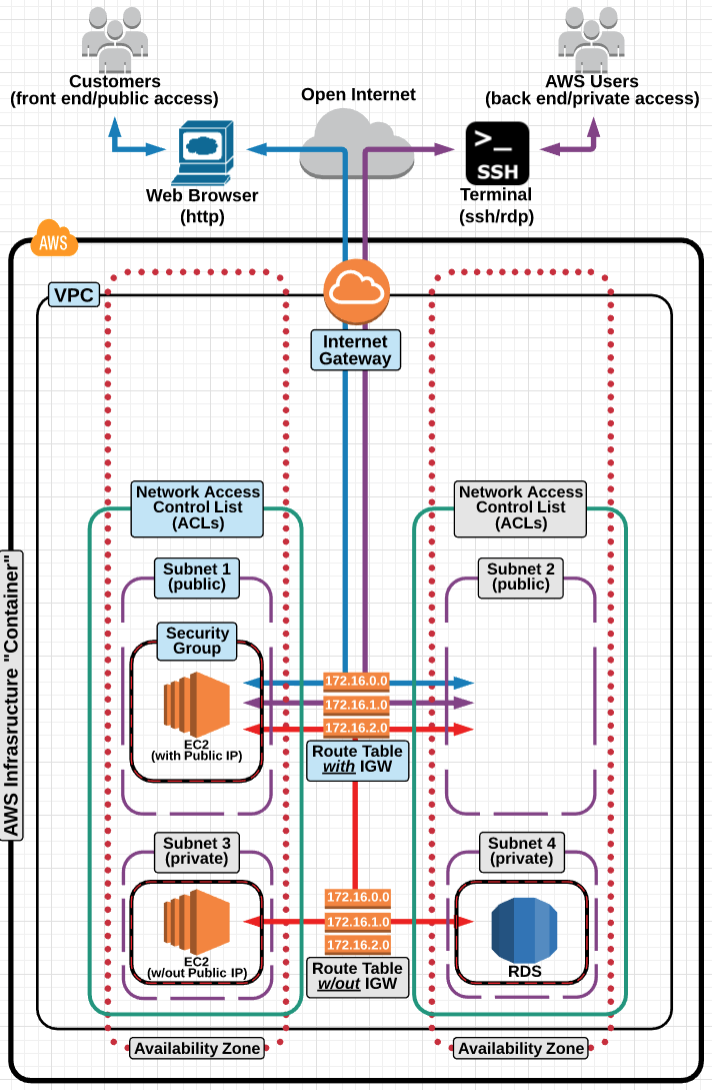 Customers
(front end/public access)
AWS Users
(back end/private access)
Open Internet
>_
SSH
Web Browser
(http)
Terminal
(ssh/rdp)
AWS
VPC
Internet
Gateway
Network Access
Control List
(ACLs)
Network Access
Control List
(ACLs)
AWS Infrasructure "Container"
Subnet 1
(public)
Subnet 2
(public)
Security
Group
EC2
(with Public IP)
172.16.0.0
172.16.1.0
172.16.2.0
Route Table
with IGW
Subnet 3
(private)
Subnet 4
(private)
EC2
(w/out Public IP)
172.16.0.0
172.16.1.0
172.16.2.0
Route Table
w/out IGW
RDS
Availability Zone
Availability Zone